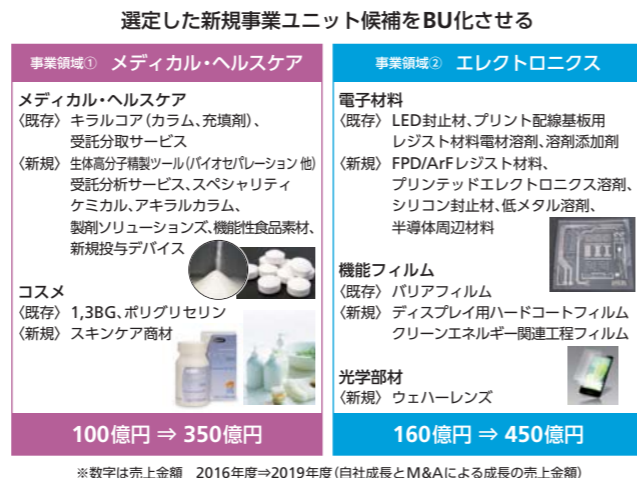 選定した新規事業ユニット候補をBU化させる
事業領域① メディカル・ヘルスケア
メディカル・ヘルスケア
〈既存〉キラルコア（カラム、充填剤）、
受託分取サービス
〈新規〉生体高分子精製ツール（バイオセパレーション 他）
受託分析サービス、スペシャリティ
ケミカル、アキラルカラム、
製剤ソリューションズ、機能性食品素材、
新規投与デバイス
コスメ
〈既存〉1,3BG、ポリグリセリン
〈新規〉スキンケア商材
100億円 ⇒ 350億円
事業領域② エレクトロニクス
電子材料
〈既存〉LED封止材、プリント配線基板用
レジスト材料電材溶剤、溶剤添加剤
〈新規〉FPD/ArFレジスト材料、
プリンテッドエレクトロニクス溶剤、
シリコン封止材、低メタル溶剤、
半導体周辺材料
機能フィルム
〈既存〉バリアフィルム
〈新規〉ディスプレイ用ハードコートフィルム
クリーンエネルギー関連工程フィルム
光学部材
〈新規〉ウェハーレンズ
160億円 ⇒ 450億円
※数字は売上金額 2016年度⇒2019年度（自社成長とM&Aによる成長の売上金額）